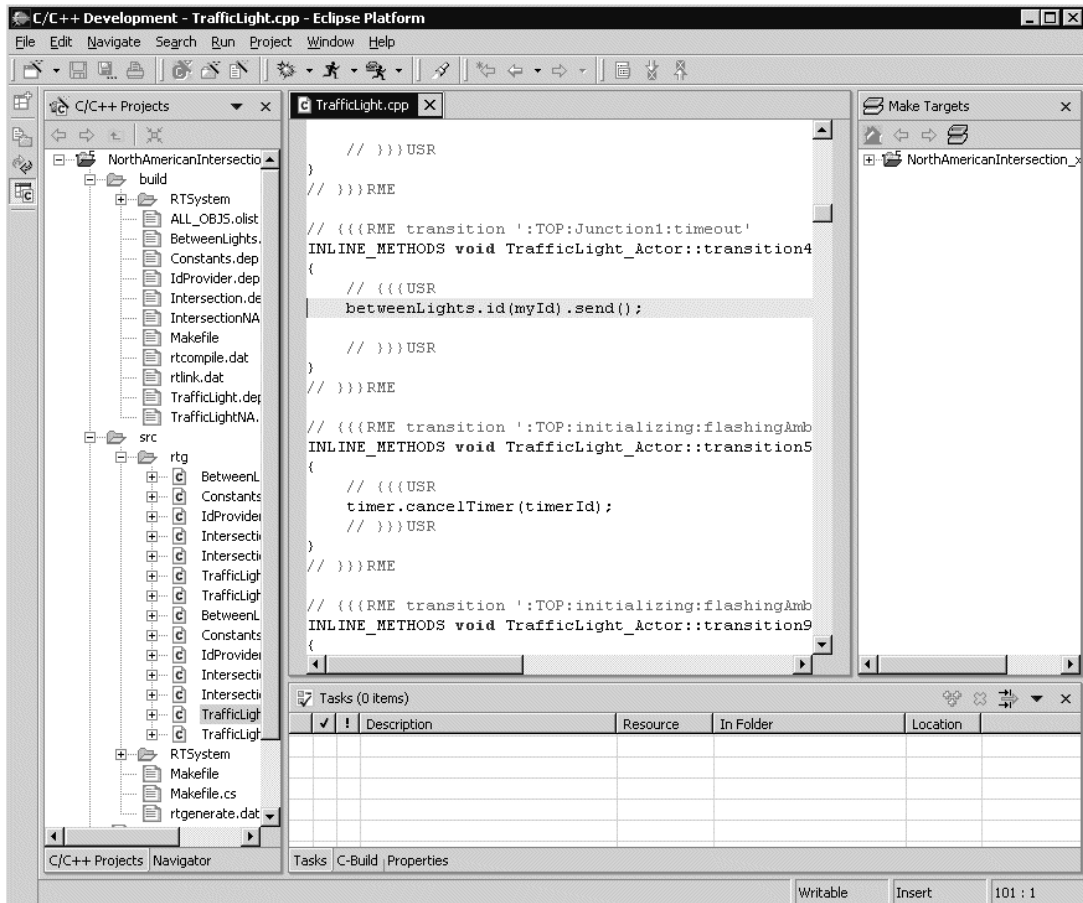 C/C++ Development - TrafficLight.cpp - Eclipse Platform
File Edit Navigate Search Run Project Window Help
C/C++ Projects
NorthAmericanIntersectio
build
RTSystem
ALL_OBJS.olist
BetweenLights.
Constants.dep
IdProvider.dep
Intersection.de
IntersectionNA
Makefile
rtcompile.dat
rtlink.dat
TrafficLight.dep
TrafficLightNA.
src
rtg
BetweenL
Constants
IdProvider
Intersecti
Intersecti
TrafficLigh
TrafficLigh
BetweenL
Constants
IdProvider
Intersecti
Intersecti
TrafficLigh
TrafficLigh
RTSystem
Makefile
Makefile.cs
rtgenerate.dat
C/C++ Projects Navigator
TrafficLight.cpp
// }}}USR
}
// }}}RME
// {{{RME transition ':TOP:Junction1:timeout'
INLINE_METHODS void TrafficLight_Actor::transition4
{
// {{{USR
betweenLights.id(myId).send();
// }}}USR
}
// }}}RME
// {{{RME transition ':TOP:initializing:flashingAmb
INLINE_METHODS void TrafficLight_Actor::transition5
{
// {{{USR
timer.cancelTimer(timerId);
// }}}USR
}
// }}}RME
// {{{RME transition ':TOP:initializing:flashingAmb
INLINE_METHODS void TrafficLight_Actor::transition9
{
Make Targets
NorthAmericanIntersection_x
Tasks (0 items)
! Description Resource In Folder Location
Tasks C-Build Properties
Writable Insert 101 : 1